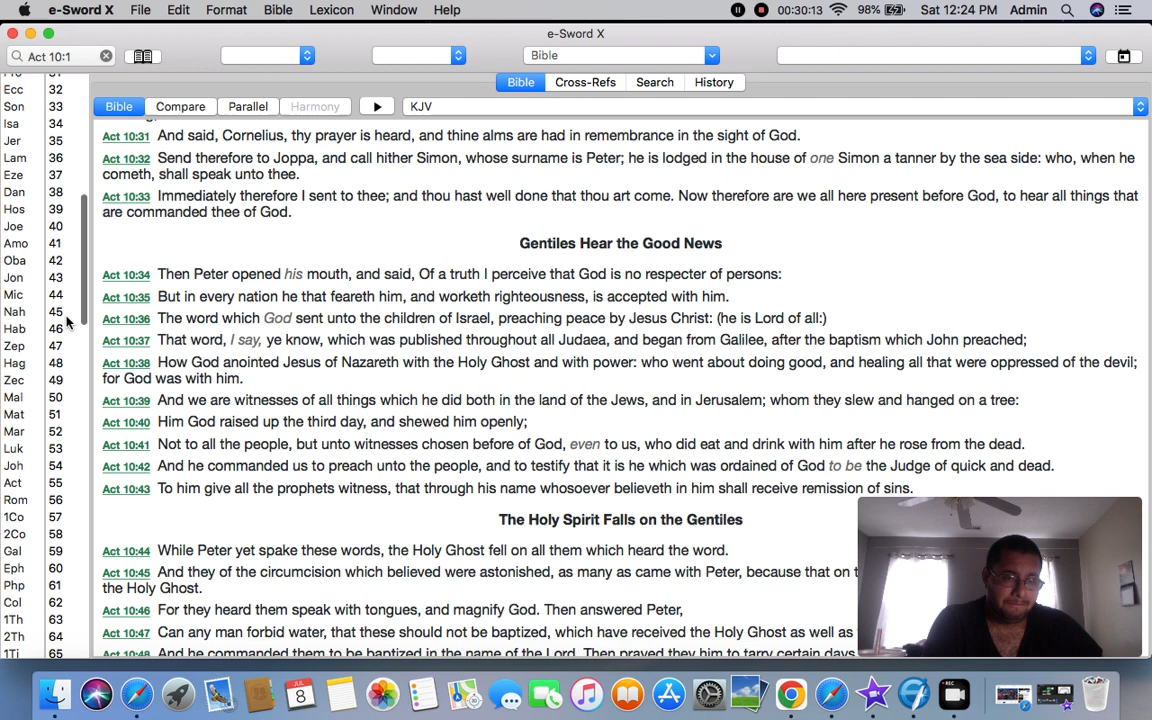 e-Sword X File Edit Format Bible Lexicon Window Help 00:30:13 98% Sat 12:24 PM Admin
e-Sword X
Act 10:1 Bible
Bible Cross-Refs Search History
Bible Compare Parallel Harmony KJV
Ecc 32
Son 33
Isa 34
Jer 35
Lam 36
Eze 37
Dan 38
Hos 39
Joe 40
Amo 41
Oba 42
Jon 43
Mic 44
Nah 45
Hab 46
Zep 47
Hag 48
Zec 49
Mal 50
Mat 51
Mar 52
Luk 53
Joh 54
Act 55
Rom 56
1Co 57
2Co 58
Gal 59
Eph 60
Php 61
Col 62
1Th 63
2Th 64
1Ti 65
Act 10:31 And said, Cornelius, thy prayer is heard, and thine alms are had in remembrance in the sight of God.
Act 10:32 Send therefore to Joppa, and call hither Simon, whose surname is Peter; he is lodged in the house of one Simon a tanner by the sea side: who, when he
cometh, shall speak unto thee.
Act 10:33 Immediately therefore I sent to thee; and thou hast well done that thou art come. Now therefore are we all here present before God, to hear all things that
are commanded thee of God.
Gentiles Hear the Good News
Act 10:34 Then Peter opened his mouth, and said, Of a truth I perceive that God is no respecter of persons:
Act 10:35 But in every nation he that feareth him, and worketh righteousness, is accepted with him.
Act 10:36 The word which God sent unto the children of Israel, preaching peace by Jesus Christ: (he is Lord of all:)
Act 10:37 That word, I say, ye know, which was published throughout all Judaea, and began from Galilee, after the baptism which John preached;
Act 10:38 How God anointed Jesus of Nazareth with the Holy Ghost and with power: who went about doing good, and healing all that were oppressed of the devil;
for God was with him.
Act 10:39 And we are witnesses of all things which he did both in the land of the Jews, and in Jerusalem; whom they slew and hanged on a tree:
Act 10:40 Him God raised up the third day, and shewed him openly;
Act 10:41 Not to all the people, but unto witnesses chosen before of God, even to us, who did eat and drink with him after he rose from the dead.
Act 10:42 And he commanded us to preach unto the people, and to testify that it is he which was ordained of God to be the Judge of quick and dead.
Act 10:43 To him give all the prophets witness, that through his name whosoever believeth in him shall receive remission of sins.
The Holy Spirit Falls on the Gentiles
Act 10:44 While Peter yet spake these words, the Holy Ghost fell on all them which heard the word.
Act 10:45 And they of the circumcision which believed were astonished, as many as came with Peter, because that on t
the Holy Ghost.
Act 10:46 For they heard them speak with tongues, and magnify God. Then answered Peter,
Act 10:47 Can any man forbid water, that these should not be baptized, which have received the Holy Ghost as well as
Act 10:48 And he commanded them to be baptized in the name of the Lord. Then prayed they him to tarry certain days